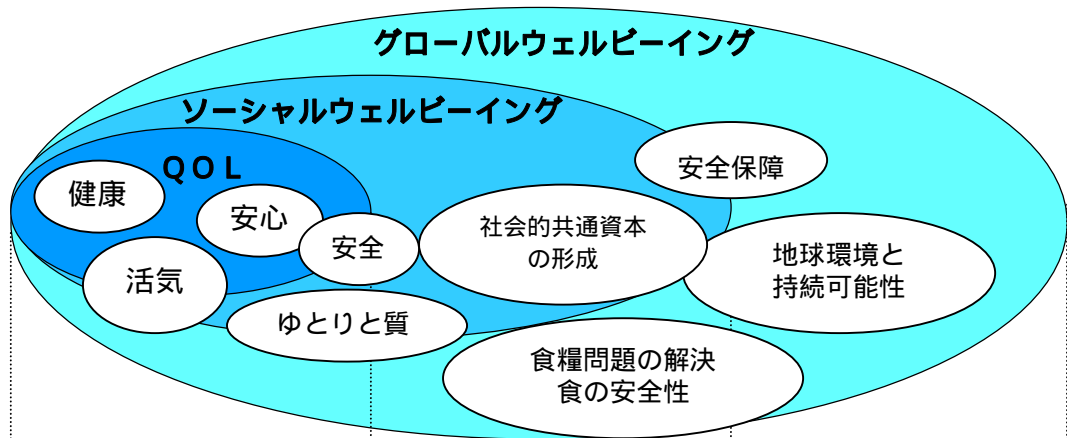 グローバルウェルビーイング
ソーシャルウェルビーイング
ＱＯＬ
健康
安心
安全
活気
ゆとりと質
社会的共通資本
の形成
安全保障
地球環境と
持続可能性
食糧問題の解決
食の安全性